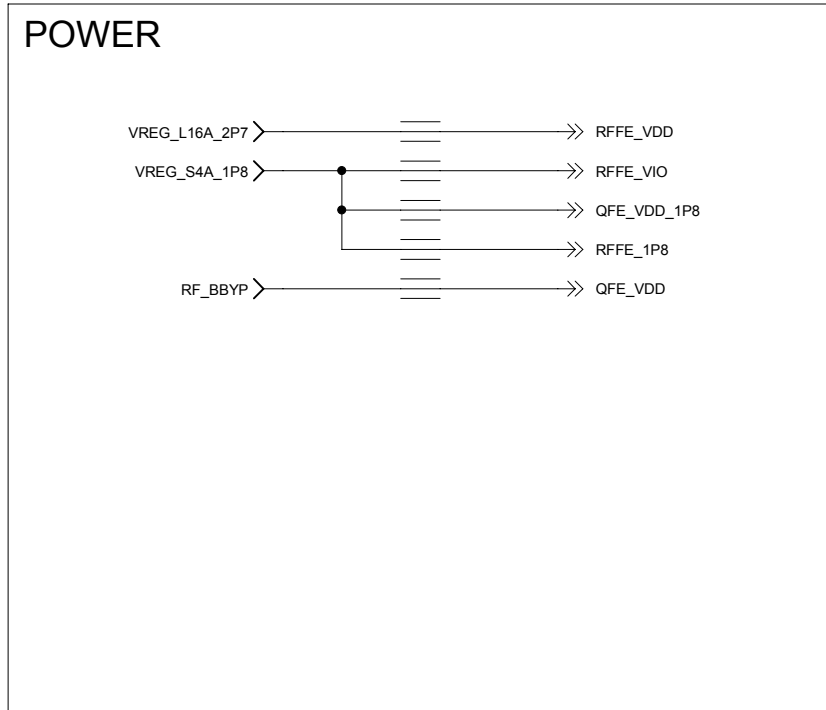 POWER
VREG_L16A_2P7 RFFE_VDD
VREG_S4A_1P8 RFFE_VIO
QFE_VDD_1P8
RFFE_1P8
RF_BBYP QFE_VDD